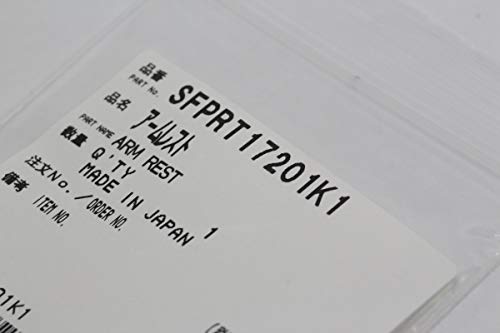 品番 SFPRT17201K1
PART No.
品名 アームレスト
PART NAME ARM REST
数量 1
Q'TY
MADE IN JAPAN
注文No./ORDER NO.
備考
ITEM NO.
01K1